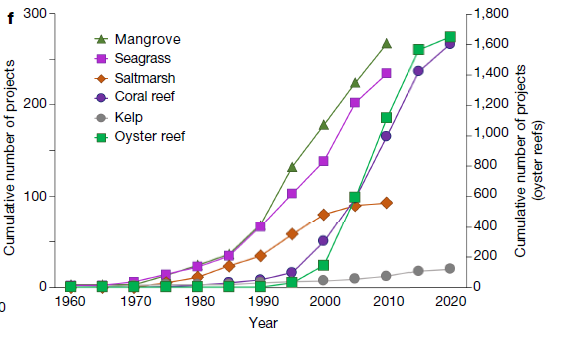 f
300
200
100
0
Cumulative number of projects
Mangrove
Seagrass
Saltmarsh
Coral reef
Kelp
Oyster reef
1,800
1,600
1,400
1,200
1,000
800
600
400
200
0
Cumulative number of projects
(oyster reefs)
1960 1970 1980 1990 2000 2010 2020
Year
0